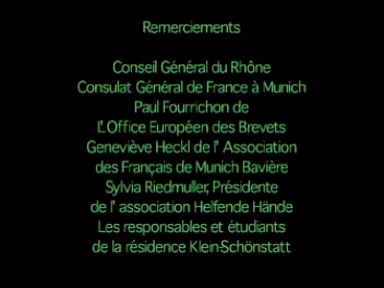 Remerciements
Conseil Général du Rhône
Consulat Général de France à Munich
Paul Fourrichon de
L'Office Européen des Brevets
Geneviève Heckl de l' Association
des Français de Munich Bavière
Sylvia Riedmuller, Présidente
de l' association Helfende Hände
Les responsables et étudiants
de la résidence Klein-Schönstatt